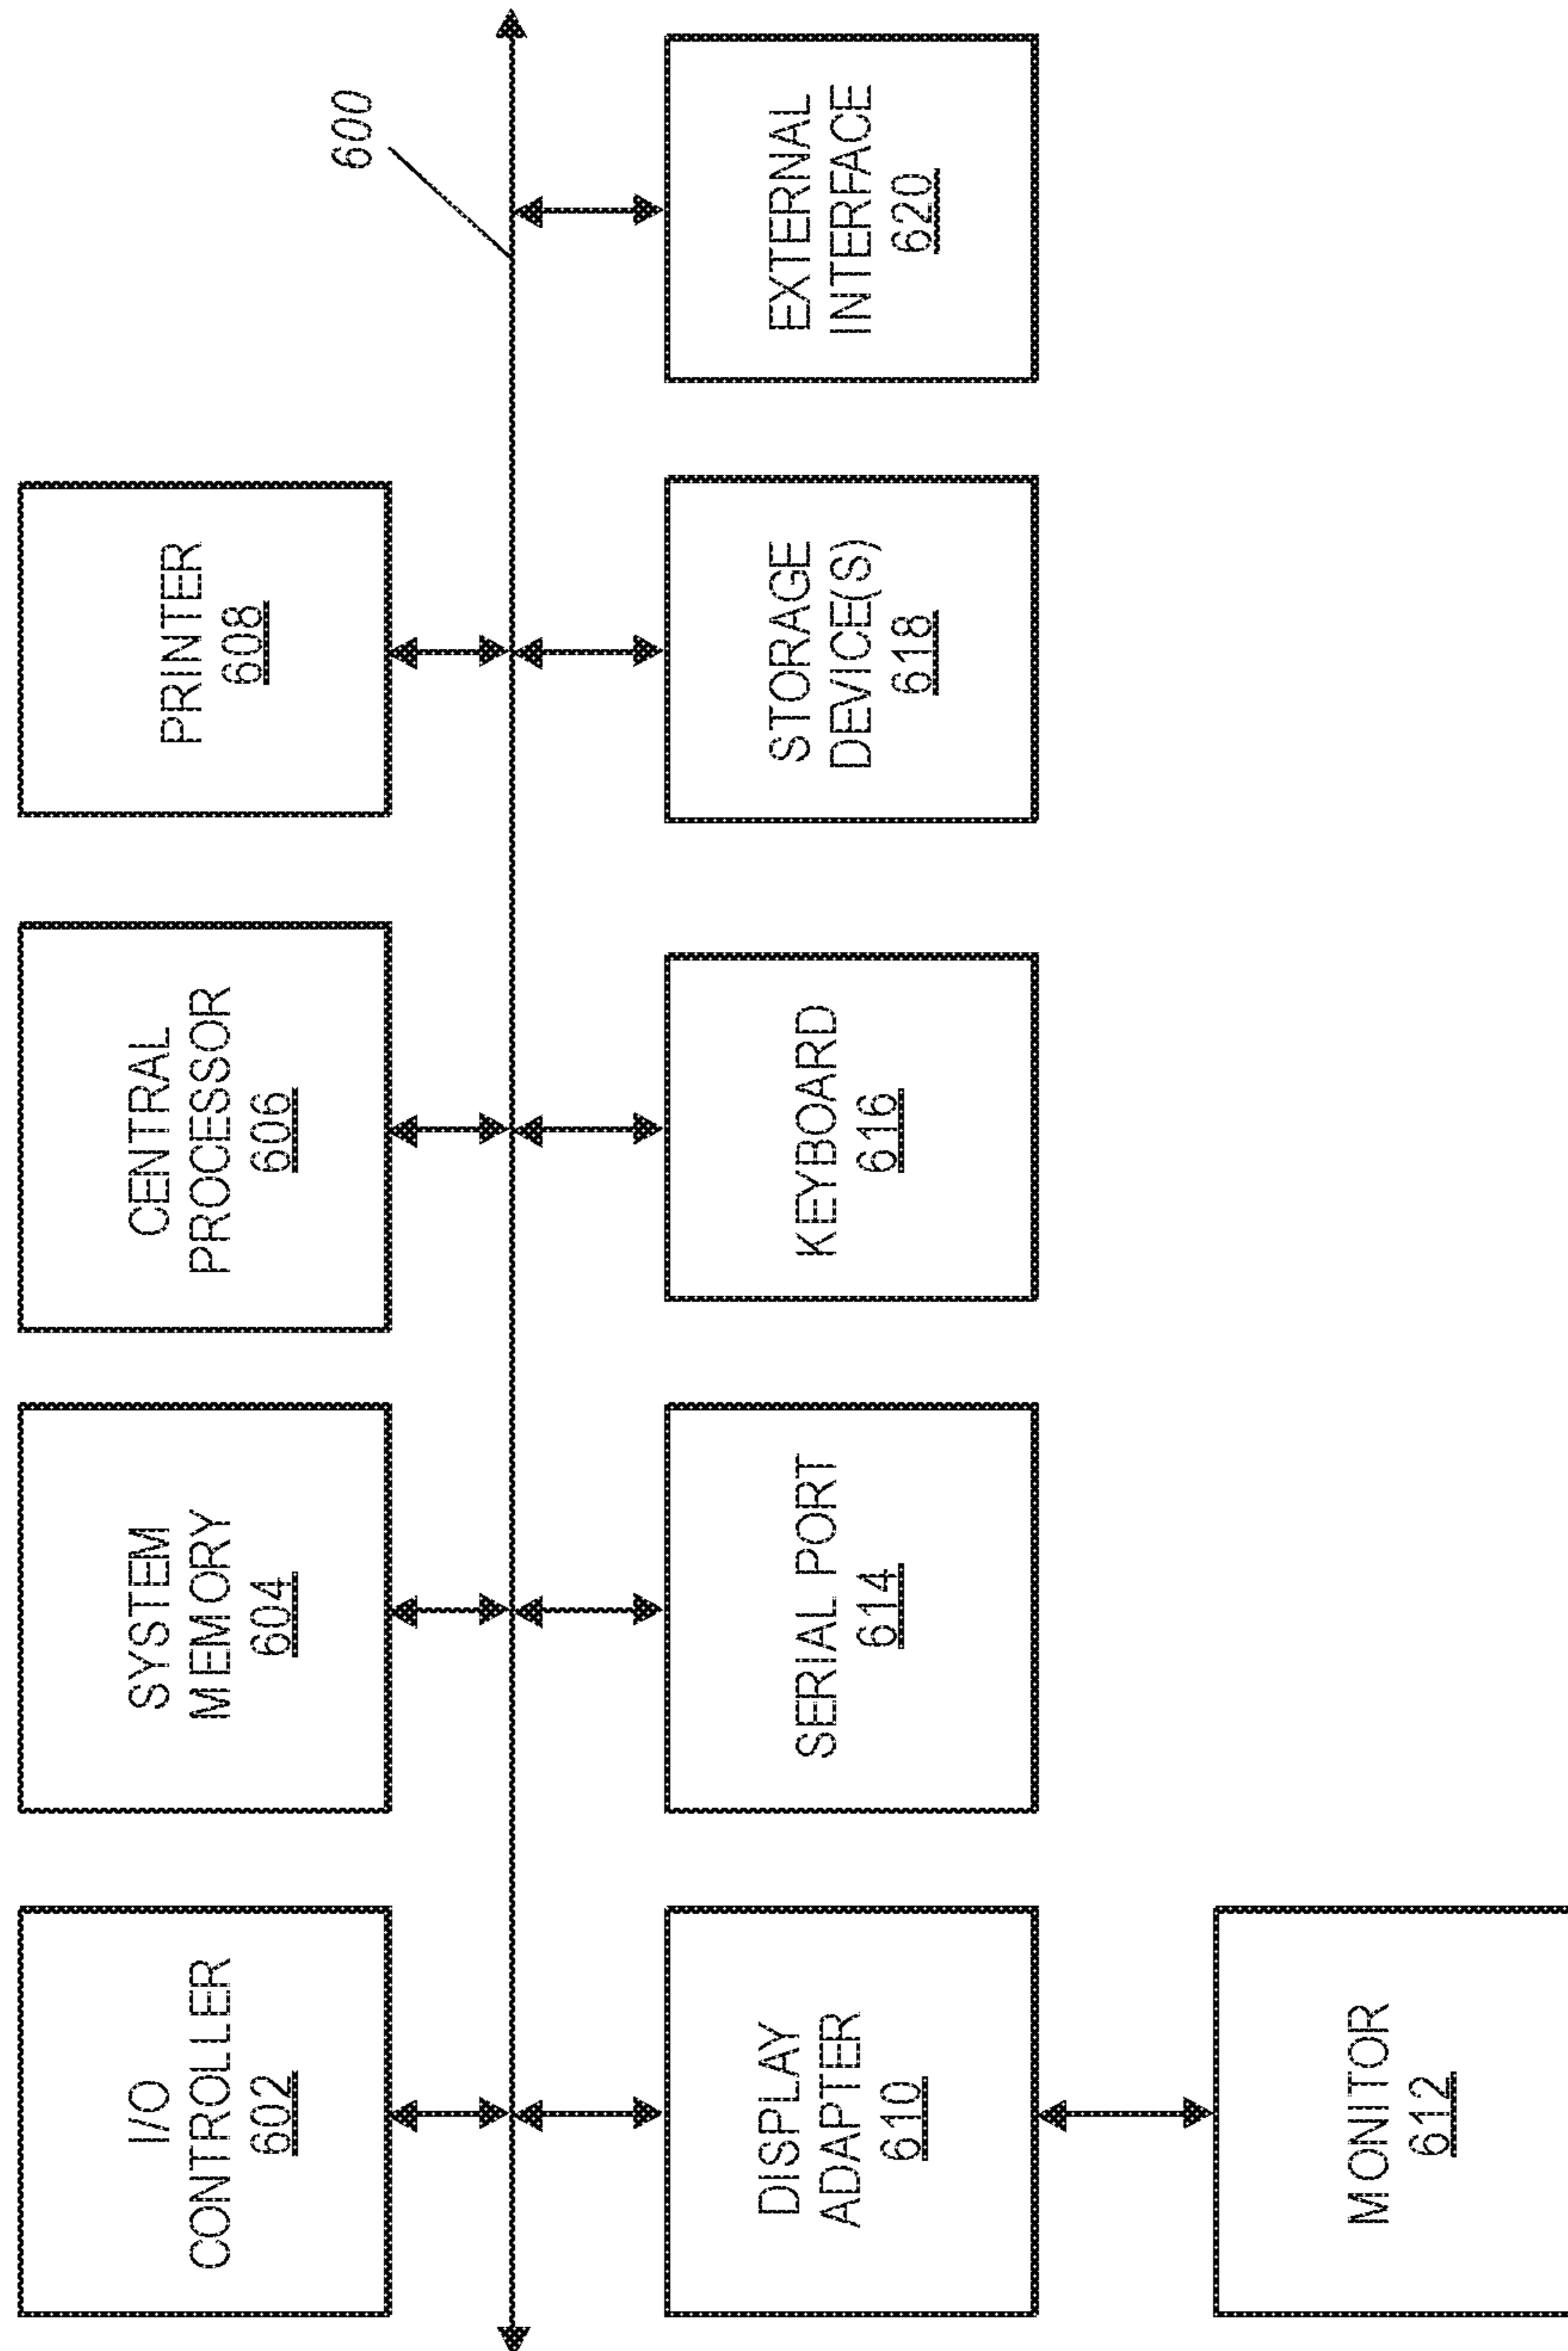 600
I/O
CONTROLLER
602
SYSTEM
MEMORY
604
CENTRAL
PROCESSOR
606
PRINTER
608
DISPLAY
ADAPTER
610
SERIAL PORT
614
KEYBOARD
616
STORAGE
DEVICE(S)
618
EXTERNAL
INTERFACE
620
MONITOR
612